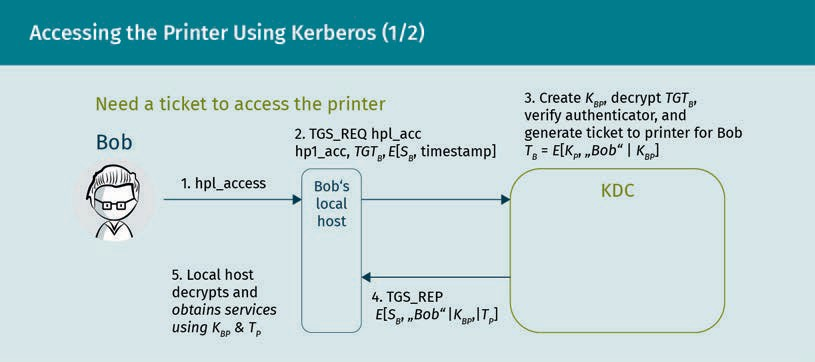 Accessing the Printer Using Kerberos (1/2)
Need a ticket to access the printer
Bob
1. hpl_access
Bob‘s
local
host
2. TGS_REQ hpl_acc
hp1_acc, TGT_B, E[S_B, timestamp]
3. Create K_BP, decrypt TGT_B,
verify authenticator, and
generate ticket to printer for Bob
T_B = E[K_P, „Bob“ | K_BP]
KDC
4. TGS_REP
E[S_B, „Bob“ |K_BP,|T_P]
5. Local host
decrypts and
obtains services
using K_BP & T_P